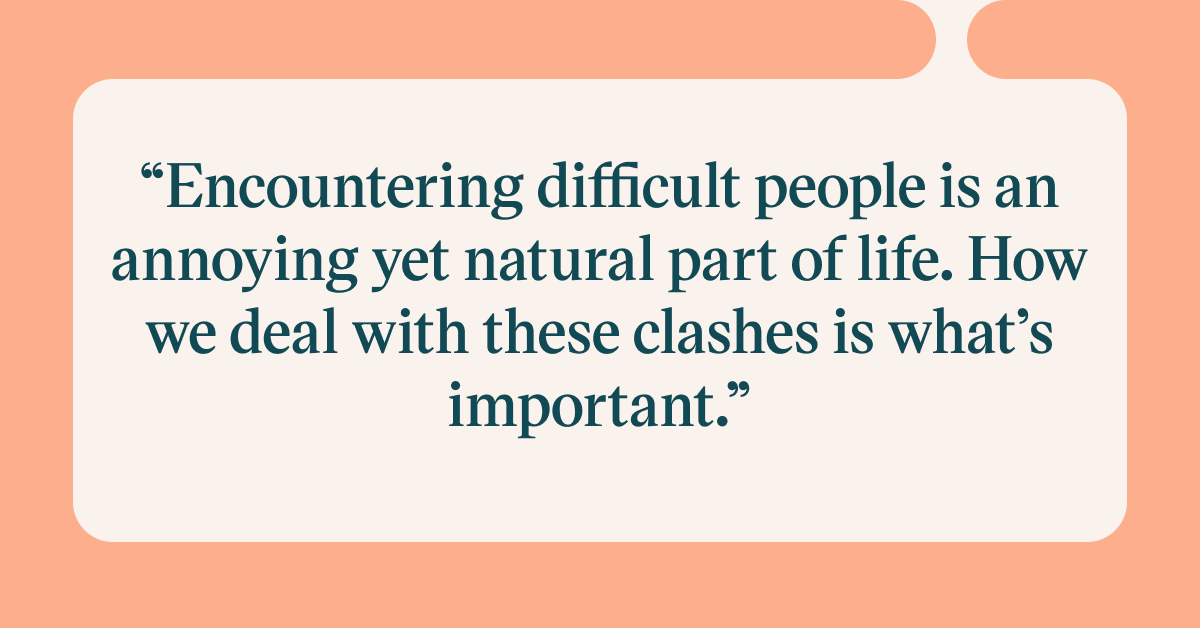 “Encountering difficult people is an
annoying yet natural part of life. How
we deal with these clashes is what’s
important.”